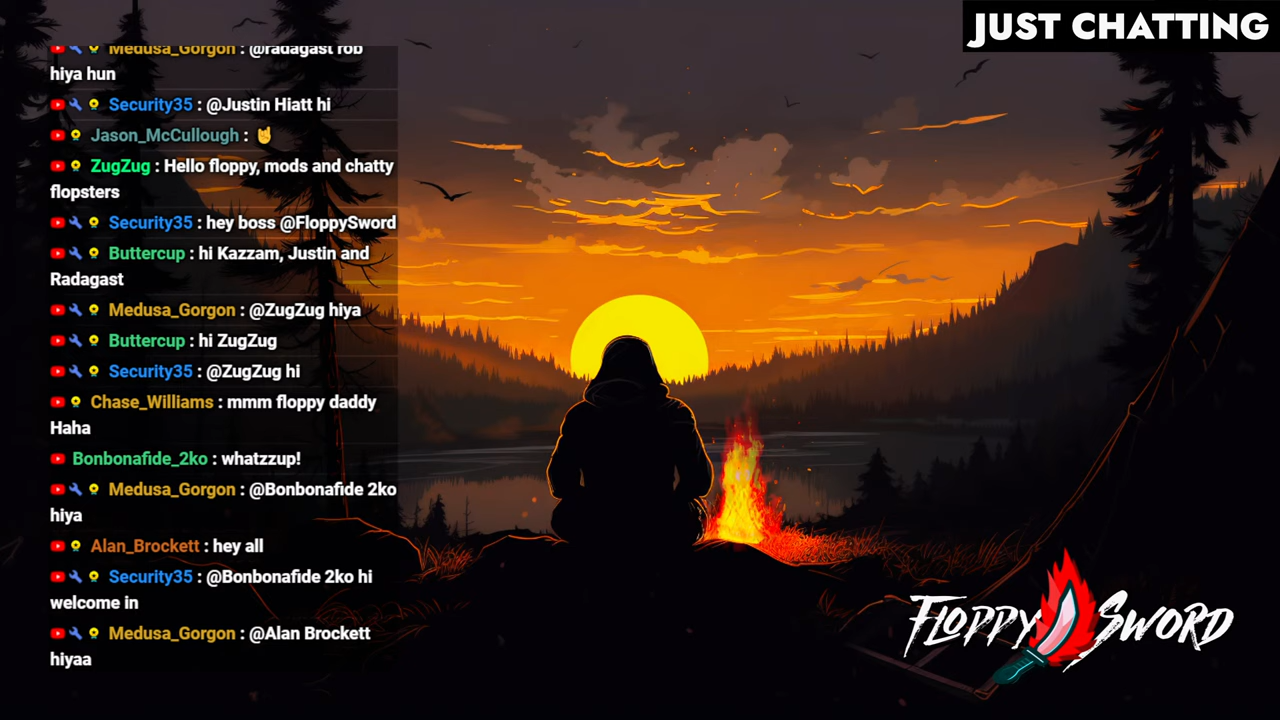 JUST CHATTING
Medusa_Gorgon : @radagast rob
hiya hun
Security35 : @Justin Hiatt hi
Jason_McCullough : 🤘
ZugZug : Hello floppy, mods and chatty
flopsters
Security35 : hey boss @FloppySword
Buttercup : hi Kazzam, Justin and
Radagast
Medusa_Gorgon : @ZugZug hiya
Buttercup : hi ZugZug
Security35 : @ZugZug hi
Chase_Williams : mmm floppy daddy
Haha
Bonbonafide_2ko : whatzzup!
Medusa_Gorgon : @Bonbonafide 2ko
hiya
Alan_Brockett : hey all
Security35 : @Bonbonafide 2ko hi
welcome in
Medusa_Gorgon : @Alan Brockett
hiyaa
FLOPPY SWORD